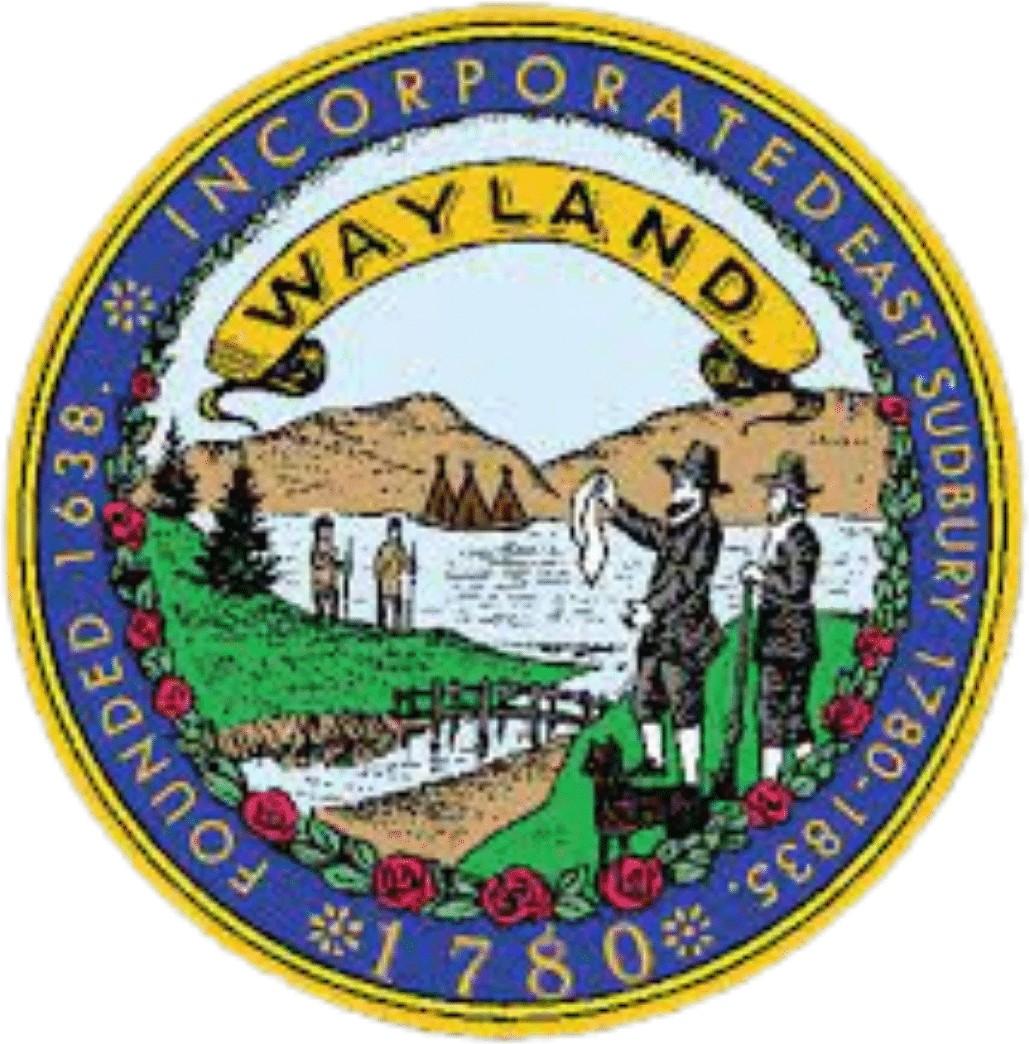 WAYLAND.
FOUNDED 1638.
INCORPORATED EAST SUDBURY 1780-1835.
1780